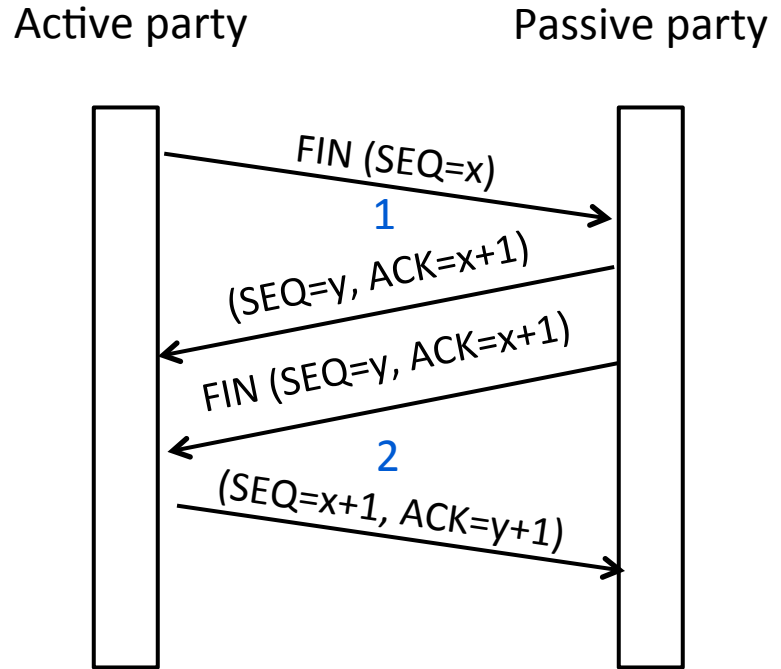 Active party
Passive party
FIN (SEQ=x)
1
(SEQ=y, ACK=x+1)
FIN (SEQ=y, ACK=x+1)
2
(SEQ=x+1, ACK=y+1)